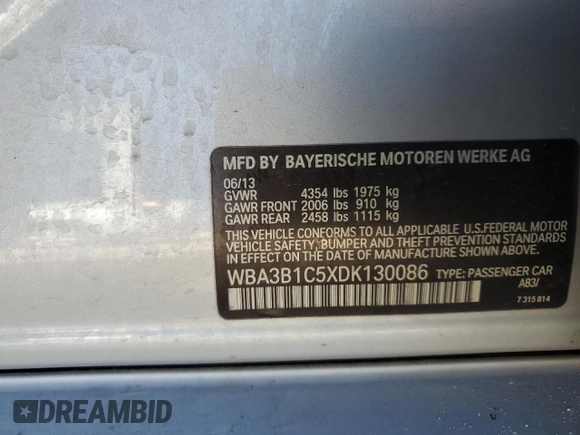 MFD BY BAYERISCHE MOTOREN WERKE AG
06/13
GVWR 4354 lbs 1975 kg
GAWR FRONT 2006 lbs 910 kg
GAWR REAR 2458 lbs 1115 kg
THIS VEHICLE CONFORMS TO ALL APPLICABLE U.S.FEDERAL MOTOR
VEHICLE SAFETY, BUMPER AND THEFT PREVENTION STANDARDS
IN EFFECT ON THE DATE OF MANUFACTURE SHOWN ABOVE.
WBA3B1C5XDK130086 TYPE: PASSENGER CAR
A83/
7 315 814
DREAMBID